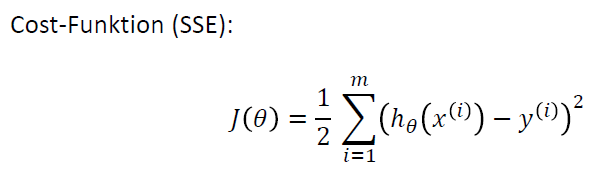 Cost-Funktion (SSE):
J(θ) = 1/2 ∑_{i=1}^{m} (h_θ(x^{(i)}) − y^{(i)})^2